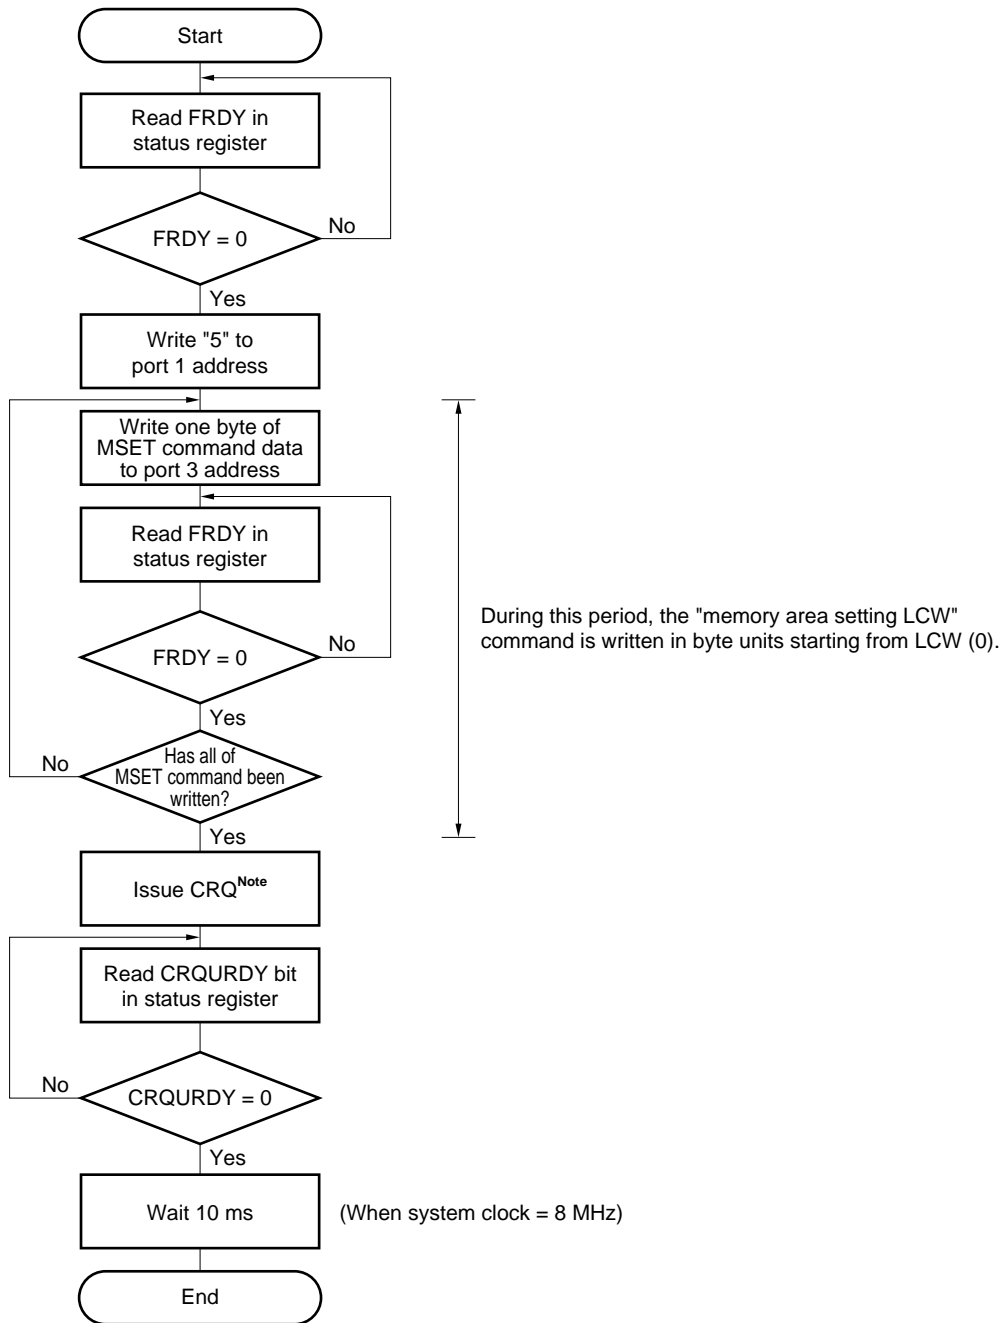 Start
Read FRDY in
status register
FRDY = 0
No
Yes
Write "5" to
port 1 address
Write one byte of
MSET command data
to port 3 address
Read FRDY in
status register
During this period, the "memory area setting LCW"
command is written in byte units starting from LCW (0).
FRDY = 0
No
Yes
Has all of
MSET command been
written?
No
Yes
Issue CRQNote
Read CRQURDY bit
in status register
CRQURDY = 0
No
Yes
Wait 10 ms
(When system clock = 8 MHz)
End